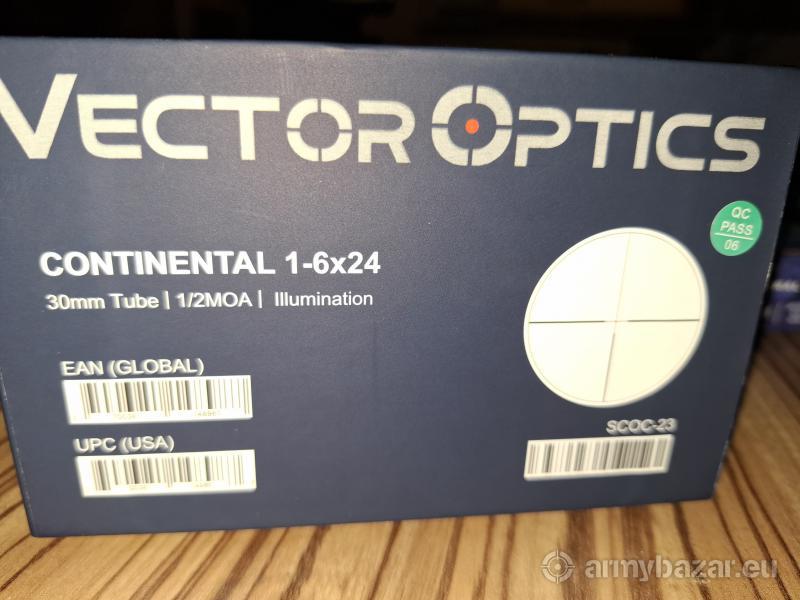 VECTOR OPTICS
QC
PASS
06
CONTINENTAL 1-6x24
30mm Tube | 1/2MOA | Illumination
EAN (GLOBAL)
UPC (USA)
SCOC-23
armybazar.eu